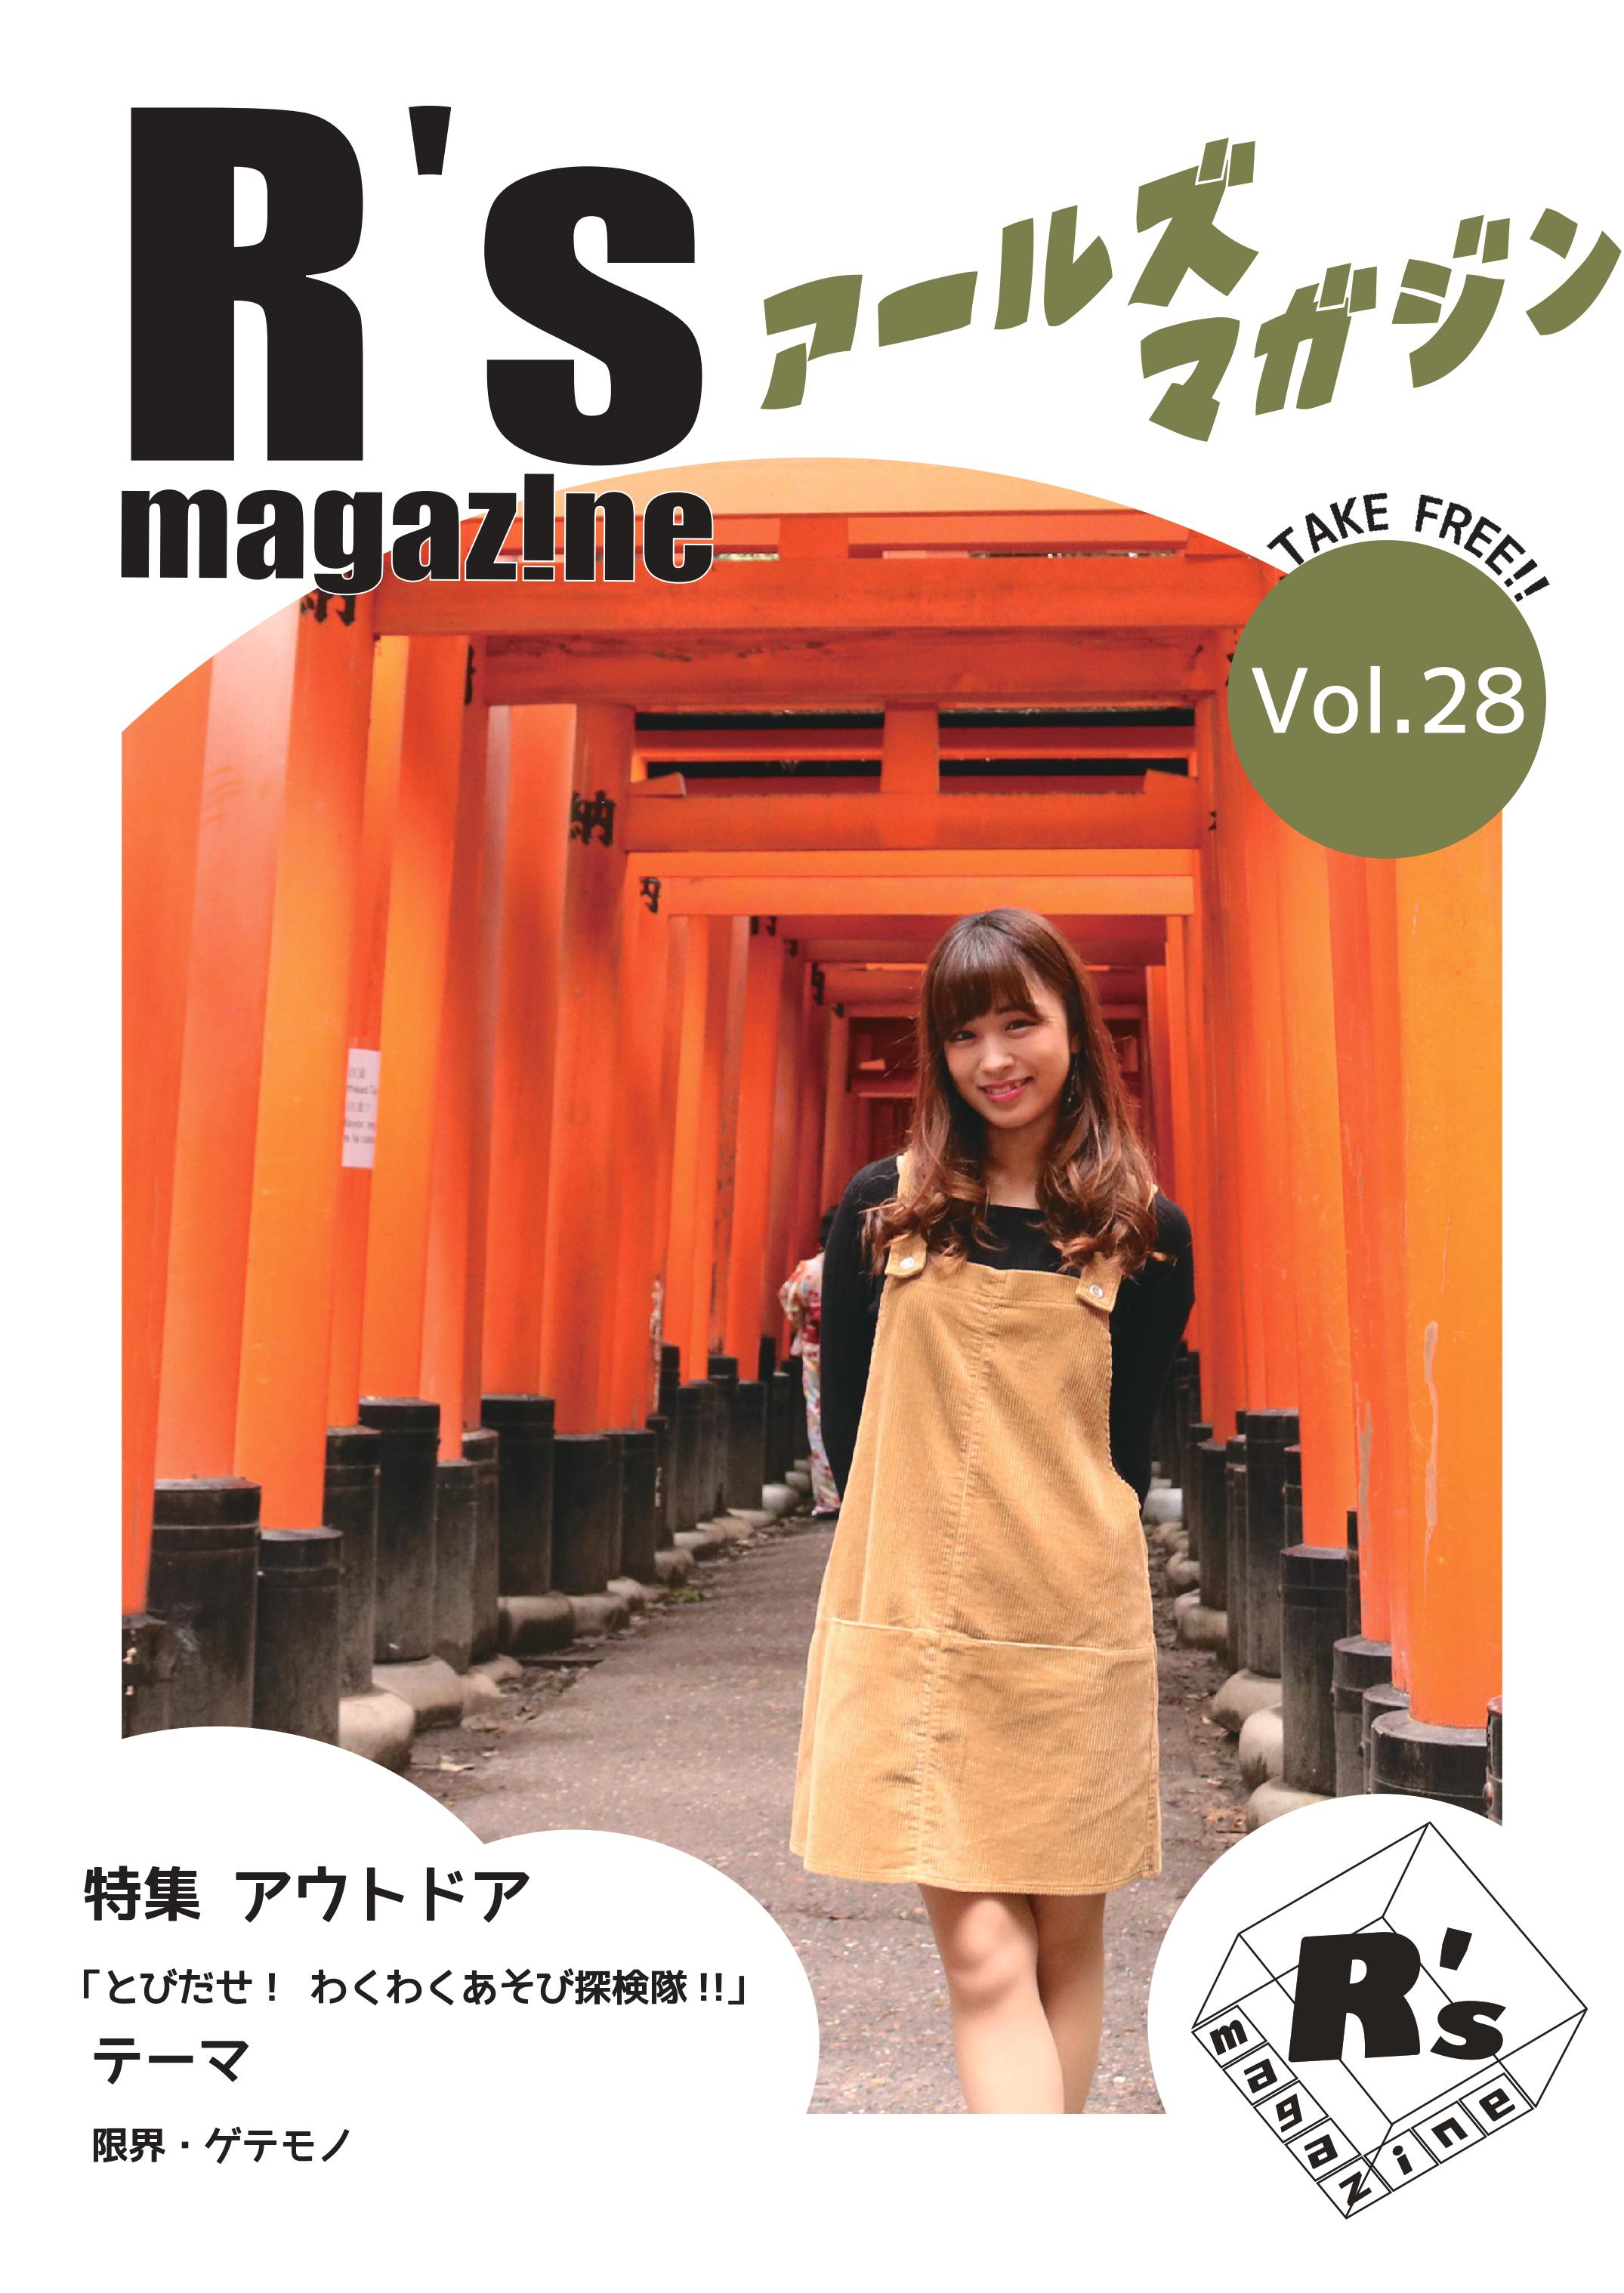 R's
magaz!ne
アールズ
マガジン
TAKE FREE!!
Vol.28
納
納
特集 アウトドア
「とびだせ! わくわくあそび探検隊!!」
テーマ
限界・ゲテモノ
R's
magazine